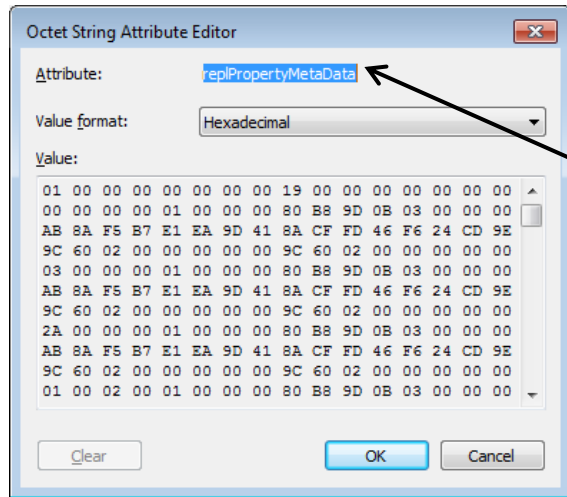 Octet String Attribute Editor
Attribute: replPropertyMetaData
Value format: Hexadecimal
Value:
01 00 00 00 00 00 00 00 19 00 00 00 00 00 00 00
00 00 00 00 01 00 00 00 80 B8 9D 0B 03 00 00 00
AB 8A F5 B7 E1 EA 9D 41 8A CF FD 46 F6 24 CD 9E
9C 60 02 00 00 00 00 00 9C 60 02 00 00 00 00 00
03 00 00 00 01 00 00 00 80 B8 9D 0B 03 00 00 00
AB 8A F5 B7 E1 EA 9D 41 8A CF FD 46 F6 24 CD 9E
9C 60 02 00 00 00 00 00 9C 60 02 00 00 00 00 00
2A 00 00 00 01 00 00 00 80 B8 9D 0B 03 00 00 00
AB 8A F5 B7 E1 EA 9D 41 8A CF FD 46 F6 24 CD 9E
9C 60 02 00 00 00 00 00 9C 60 02 00 00 00 00 00
01 00 02 00 01 00 00 00 80 B8 9D 0B 03 00 00 00
Clear OK Cancel